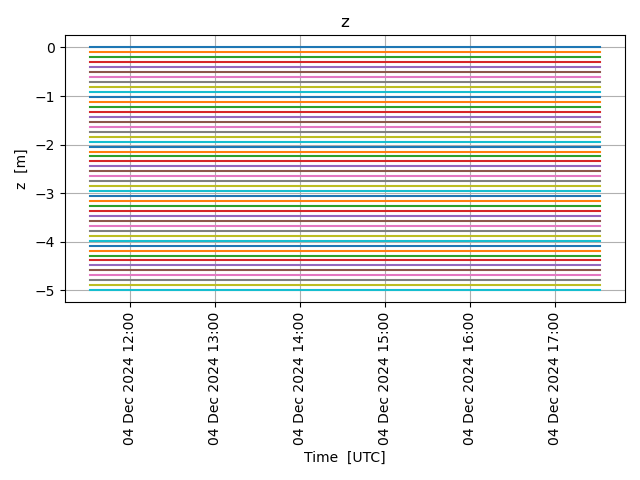 z
0
−1
−2
−3
−4
−5
z  [m]
04 Dec 2024 12:00
04 Dec 2024 13:00
04 Dec 2024 14:00
04 Dec 2024 15:00
04 Dec 2024 16:00
04 Dec 2024 17:00
Time  [UTC]